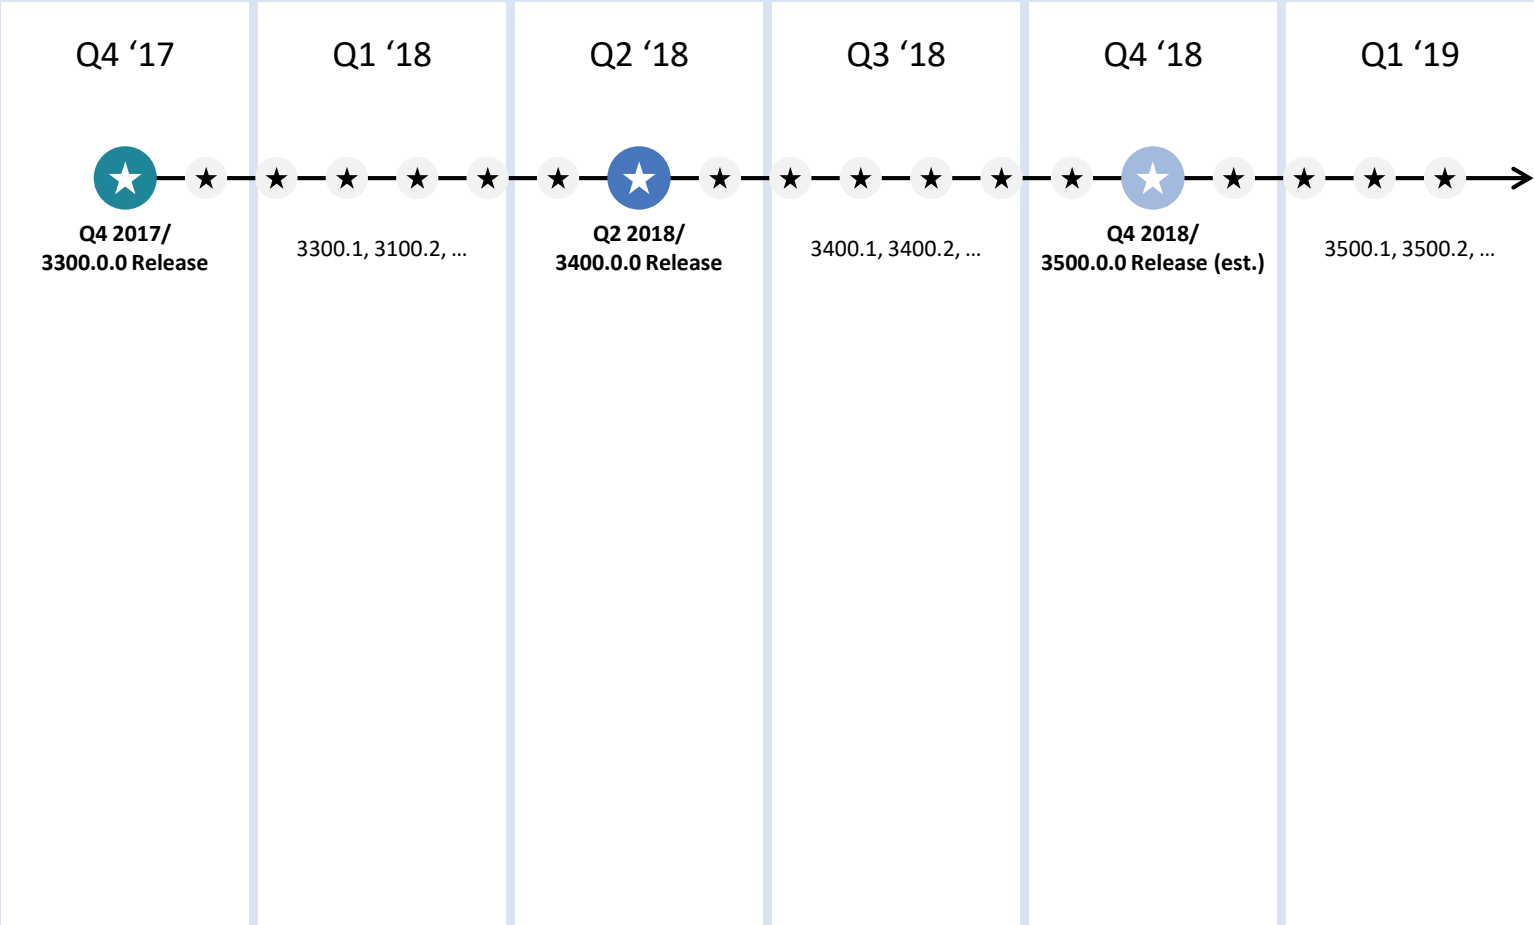 Q4 ‘17
Q1 ‘18
Q2 ‘18
Q3 ‘18
Q4 ‘18
Q1 ‘19
Q4 2017/
3300.0.0 Release
3300.1, 3100.2, ...
Q2 2018/
3400.0.0 Release
3400.1, 3400.2, ...
Q4 2018/
3500.0.0 Release (est.)
3500.1, 3500.2, ...